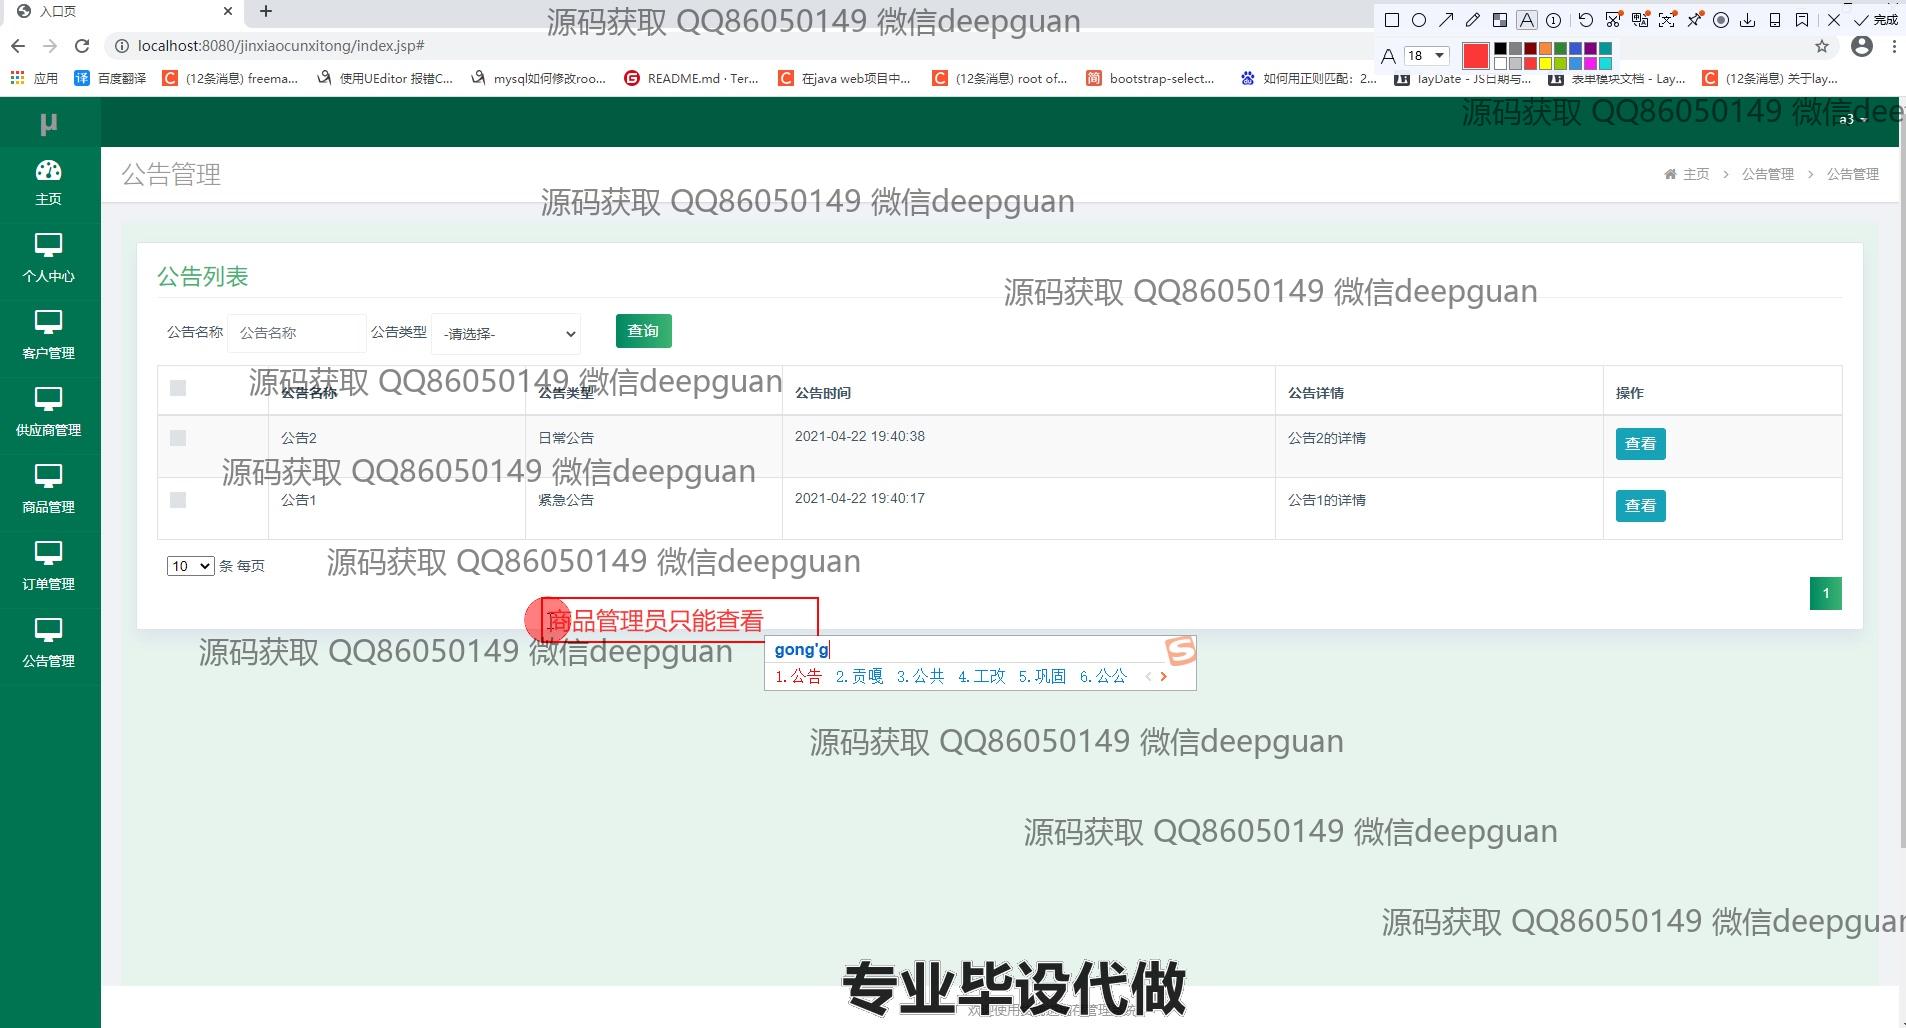 入口页
源码获取 QQ86050149 微信deepguan
完成
localhost:8080/jinxiaocunxitong/index.jsp#
A 18
应用 百度翻译 (12条消息) freema... 使用UEditor 报错C... mysql如何修改roo... README.md · Ter... 在java web项目中... (12条消息) root of... bootstrap-select... 如何用正则匹配：2... layDate - JS日期与... 表单模块文档 - Lay... (12条消息) 关于lay...
源码获取 QQ86050149 微信deep
μ
a3
公告管理
主页 > 公告管理 > 公告管理
源码获取 QQ86050149 微信deepguan
主页
个人中心
客户管理
供应商管理
商品管理
订单管理
公告管理
公告列表
源码获取 QQ86050149 微信deepguan
公告名称 公告名称 公告类型 -请选择- 查询
源码获取 QQ86050149 微信deepguan
公告名称 公告类型 公告时间 公告详情 操作
公告2 日常公告 2021-04-22 19:40:38 公告2的详情 查看
源码获取 QQ86050149 微信deepguan
公告1 紧急公告 2021-04-22 19:40:17 公告1的详情 查看
10 条 每页
源码获取 QQ86050149 微信deepguan
1
商品管理员只能查看
源码获取 QQ86050149 微信deepguan
gong'g
1.公告 2.贡嘎 3.公共 4.工改 5.巩固 6.公公
源码获取 QQ86050149 微信deepguan
源码获取 QQ86050149 微信deepguan
源码获取 QQ86050149 微信deepguan
专业毕设代做